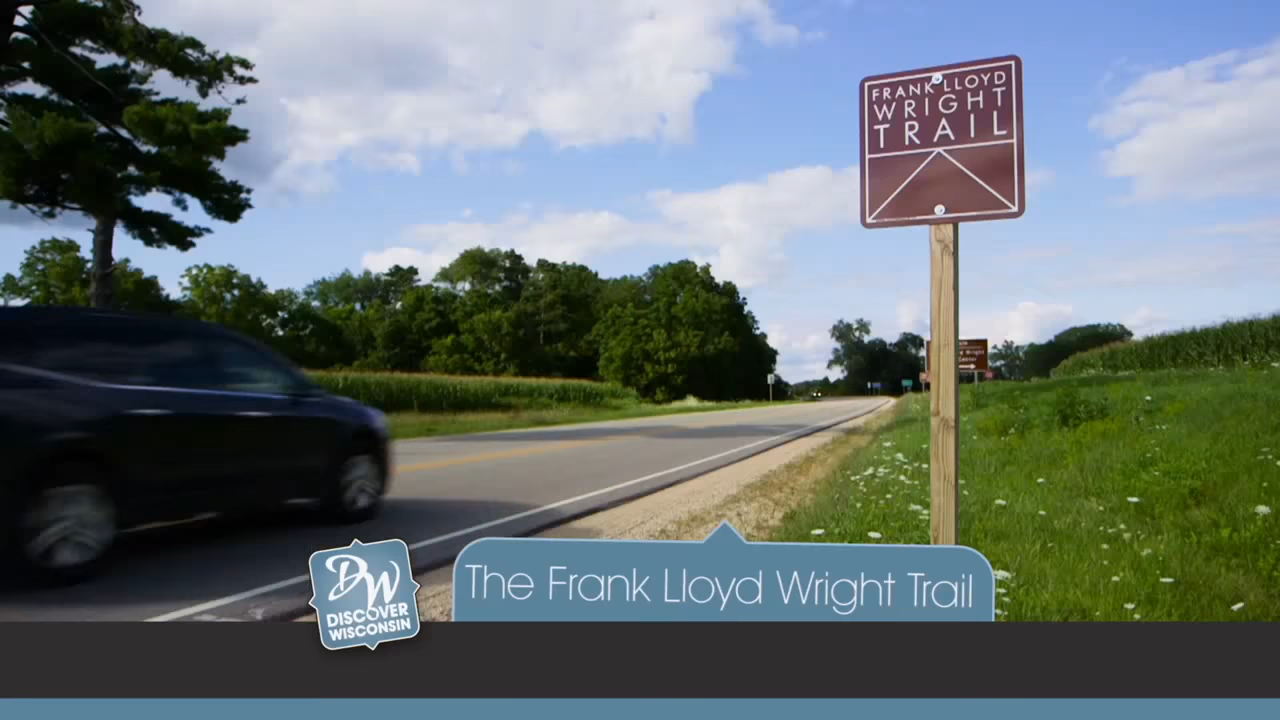 FRANK LLOYD
WRIGHT
TRAIL
DW
DISCOVER
WISCONSIN
The Frank Lloyd Wright Trail